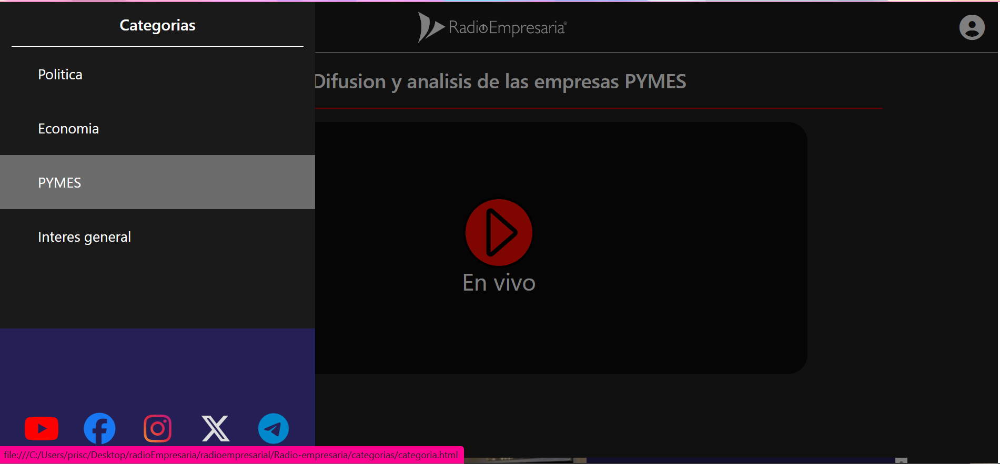 Categorias
Politica
Economia
PYMES
Interes general
RadioEmpresaria®
Difusion y analisis de las empresas PYMES
En vivo
file:///C:/Users/prisc/Desktop/radioEmpresaria/radioempresarial/Radio-empresaria/categorias/categoria.html